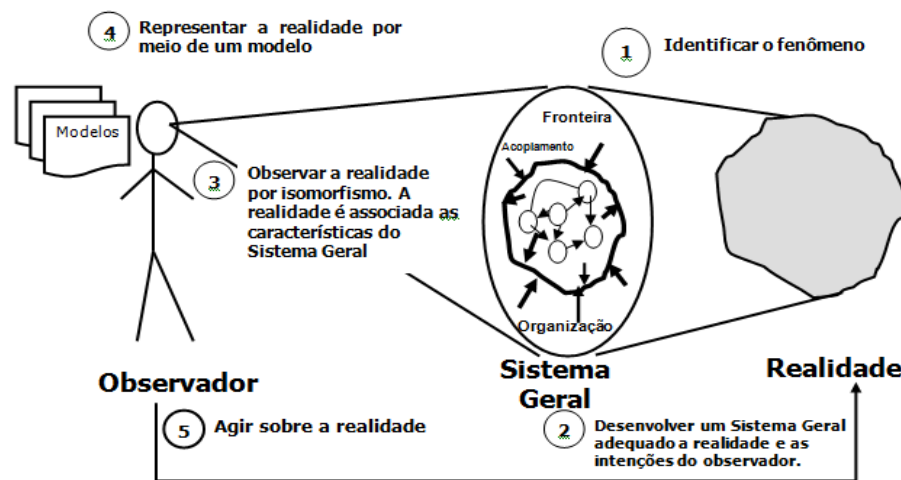 4
Representar a realidade por
meio de um modelo
1
Identificar o fenômeno
Modelos
Fronteira
Acoplamento
3
Observar a realidade
por isomorfismo. A
realidade é associada as
características do
Sistema Geral
Organização
Observador
Sistema
Geral
Realidade
5
Agir sobre a realidade
2
Desenvolver um Sistema Geral
adequado a realidade e as
intenções do observador.